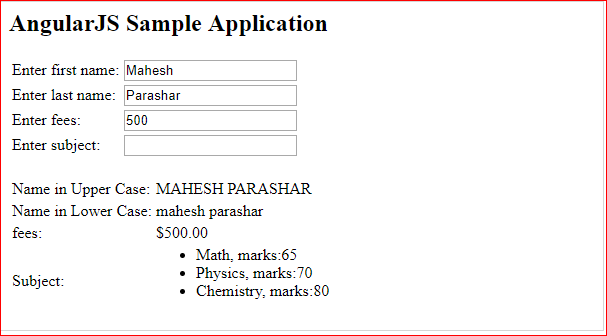 AngularJS Sample Application
Enter first name: Mahesh
Enter last name: Parashar
Enter fees: 500
Enter subject:
Name in Upper Case: MAHESH PARASHAR
Name in Lower Case: mahesh parashar
fees: $500.00
Subject:
• Math, marks:65
• Physics, marks:70
• Chemistry, marks:80